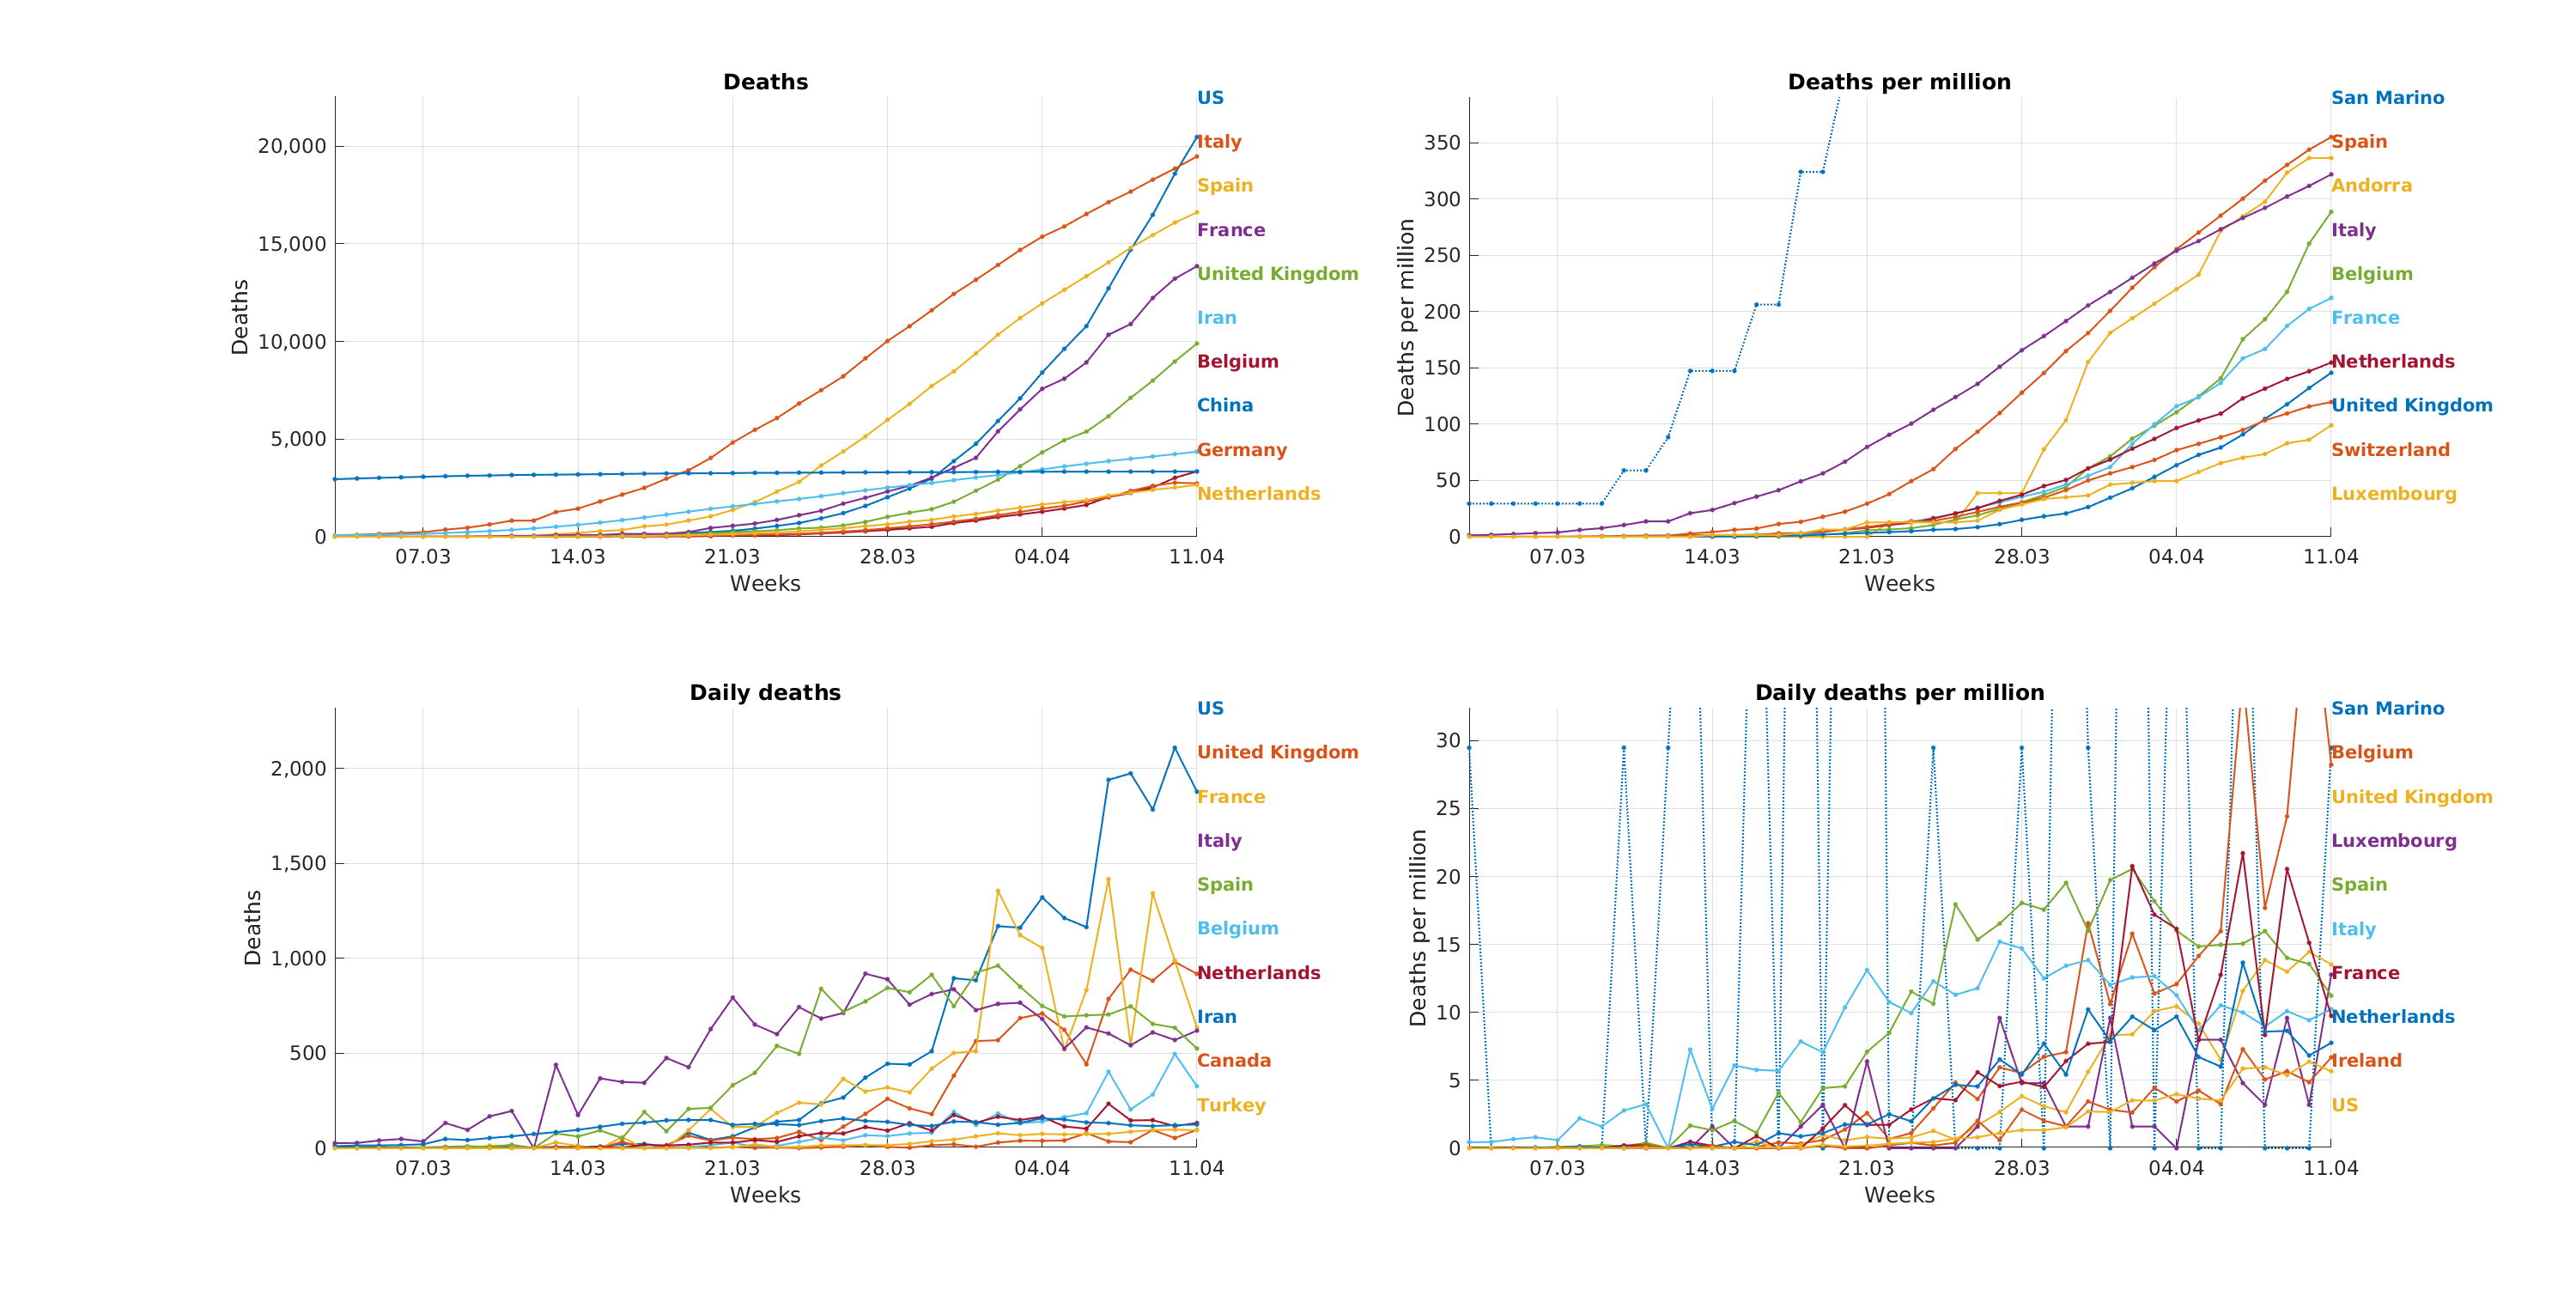 Deaths
Deaths
20,000
15,000
10,000
5,000
0
07.03
14.03
21.03
28.03
04.04
11.04
Weeks
US
Italy
Spain
France
United Kingdom
Iran
Belgium
China
Germany
Netherlands
Deaths per million
Deaths per million
350
300
250
200
150
100
50
0
07.03
14.03
21.03
28.03
04.04
11.04
Weeks
San Marino
Spain
Andorra
Italy
Belgium
France
Netherlands
United Kingdom
Switzerland
Luxembourg
Daily deaths
Deaths
2,000
1,500
1,000
500
0
07.03
14.03
21.03
28.03
04.04
11.04
Weeks
US
United Kingdom
France
Italy
Spain
Belgium
Netherlands
Iran
Canada
Turkey
Daily deaths per million
Deaths per million
30
25
20
15
10
5
0
07.03
14.03
21.03
28.03
04.04
11.04
Weeks
San Marino
Belgium
United Kingdom
Luxembourg
Spain
Italy
France
Netherlands
Ireland
US